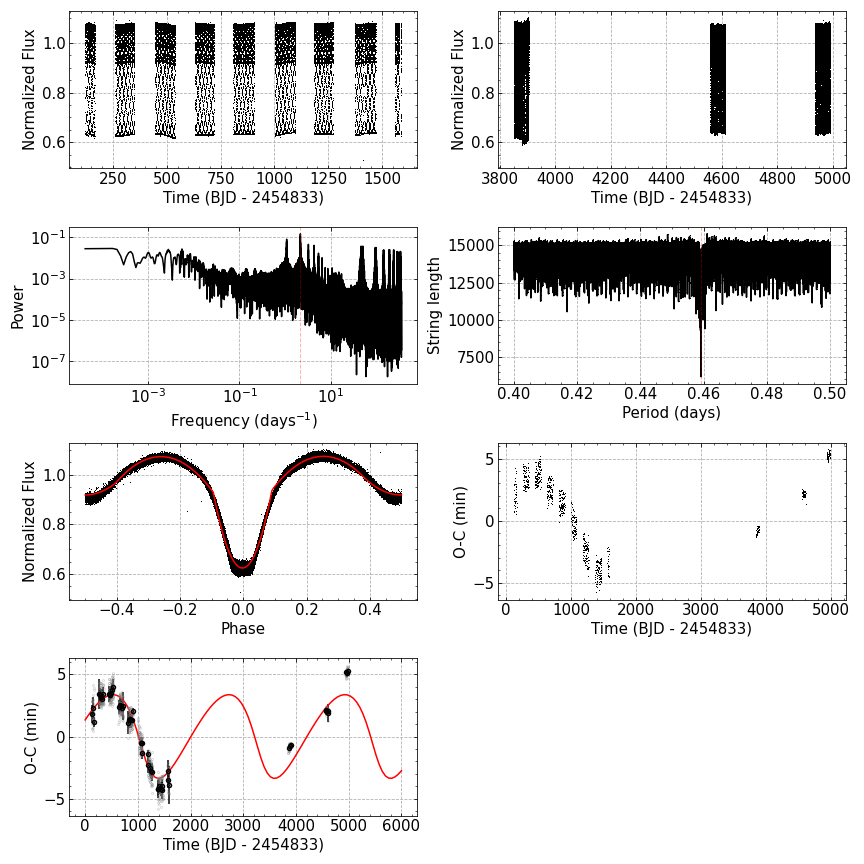 Normalized Flux
1.0
0.8
0.6
250 500 750 1000 1250 1500
Time (BJD - 2454833)
Normalized Flux
1.0
0.8
0.6
3800 4000 4200 4400 4600 4800 5000
Time (BJD - 2454833)
Power
10⁻¹
10⁻³
10⁻⁵
10⁻⁷
10⁻³ 10⁻¹ 10¹
Frequency (days⁻¹)
String length
15000
12500
10000
7500
0.40 0.42 0.44 0.46 0.48 0.50
Period (days)
Normalized Flux
1.0
0.8
0.6
−0.4 −0.2 0.0 0.2 0.4
Phase
O-C (min)
5
0
−5
0 1000 2000 3000 4000 5000
Time (BJD - 2454833)
O-C (min)
5
0
−5
0 1000 2000 3000 4000 5000 6000
Time (BJD - 2454833)